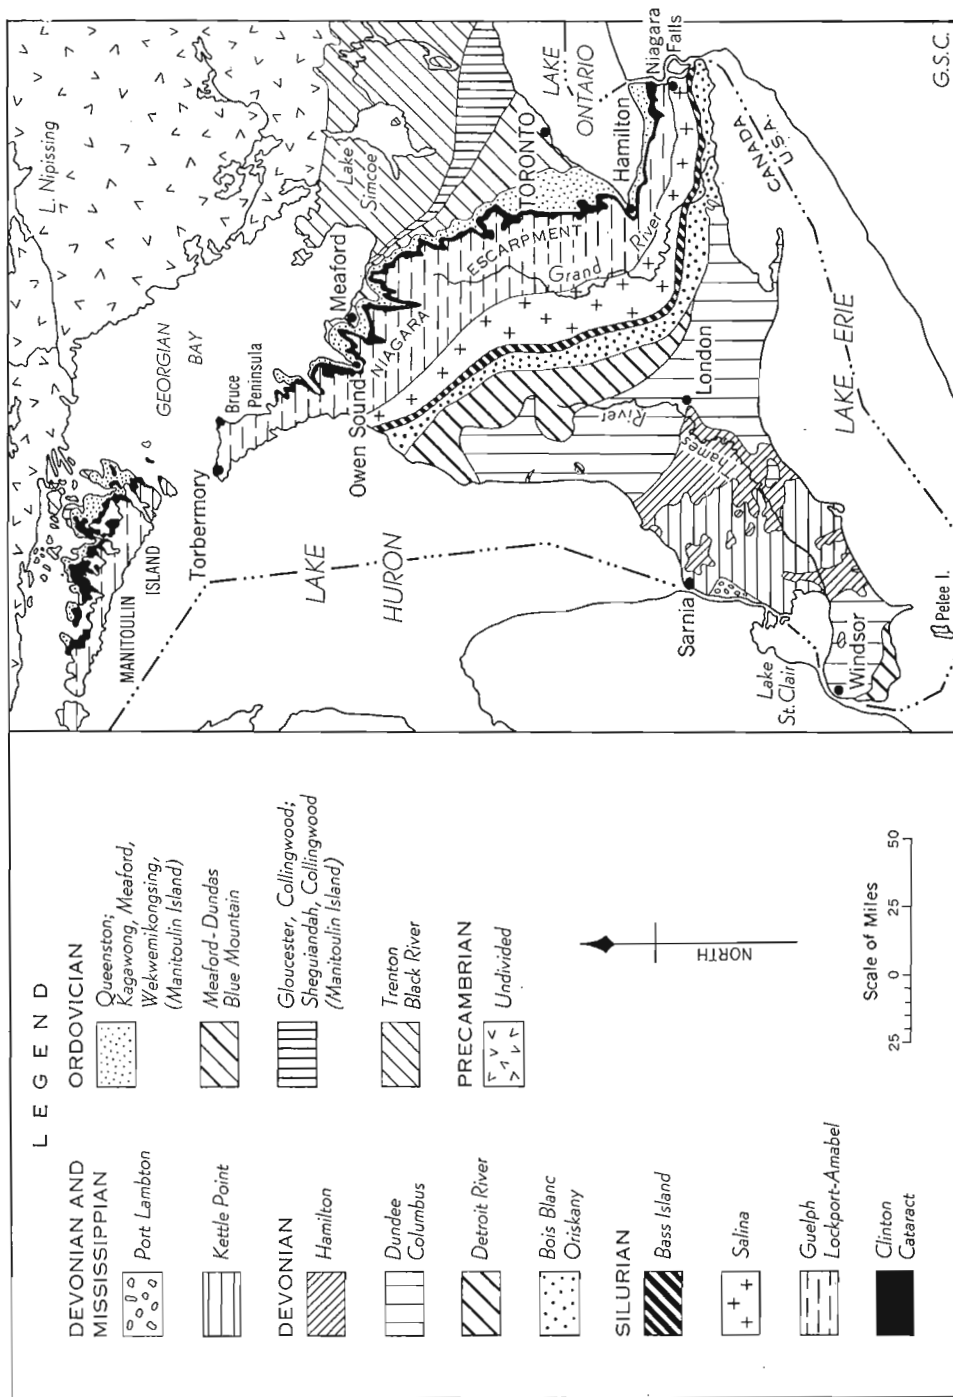 LEGEND
DEVONIAN AND
MISSISSIPPIAN
Port Lambton
Kettle Point
DEVONIAN
Hamilton
Dundee
Columbus
Detroit River
Bois Blanc
Oriskany
SILURIAN
Bass Island
Salina
Guelph
Lockport-Amabel
Clinton
Cataract
ORDOVICIAN
Queenston;
Kagawong, Meaford,
Wekwemikongsing,
(Manitoulin Island)
Meaford-Dundas
Blue Mountain
Gloucester, Collingwood;
Sheguiandah, Collingwood
(Manitoulin Island)
Trenton
Black River
PRECAMBRIAN
Undivided
NORTH
Scale of Miles
25 0 25 50
L. Nipissing
GEORGIAN
BAY
MANITOULIN
ISLAND
Torbermory
Bruce
Peninsula
Owen Sound
Meaford
Lake
Simcoe
NIAGARA
ESCARPMENT
TORONTO
LAKE
ONTARIO
Hamilton
Niagara
Falls
Grand
River
LAKE
HURON
London
Thames
River
Sarnia
Lake
St. Clair
Windsor
Pelee I.
LAKE ERIE
CANADA
U.S.A.
G.S.C.